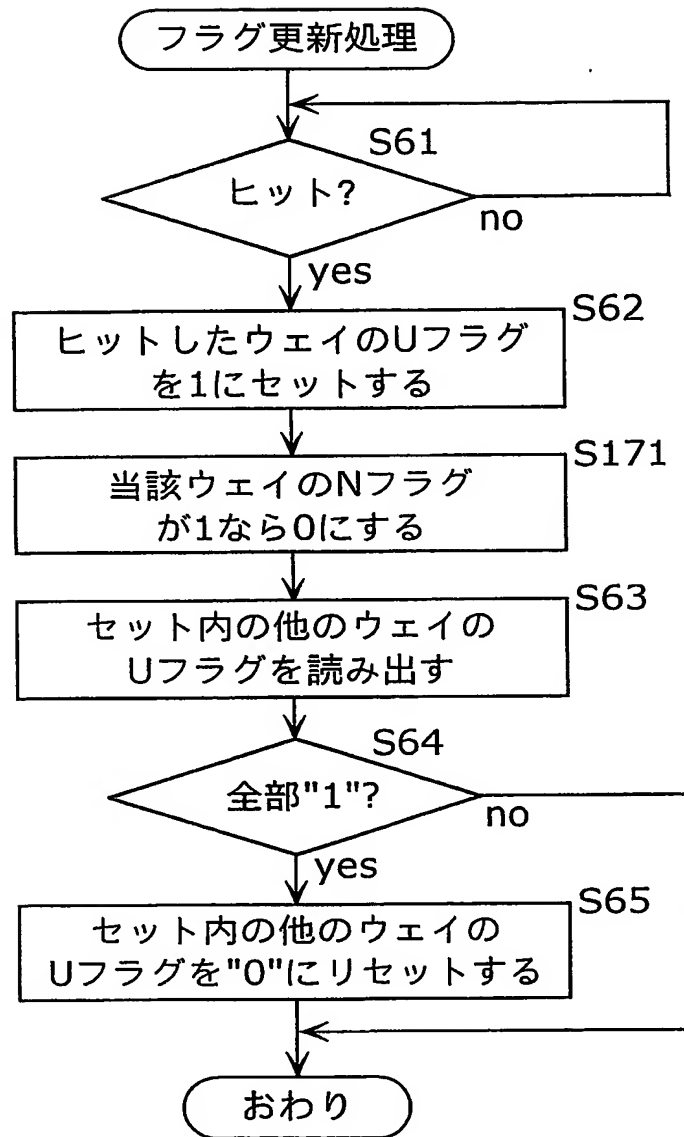 フラグ更新処理
S61
ヒット?
no
yes
S62
ヒットしたウェイのUフラグ
を1にセットする
S171
当該ウェイのNフラグ
が1なら0にする
S63
セット内の他のウェイの
Uフラグを読み出す
S64
全部"1"?
no
yes
S65
セット内の他のウェイの
Uフラグを"0"にリセットする
おわり